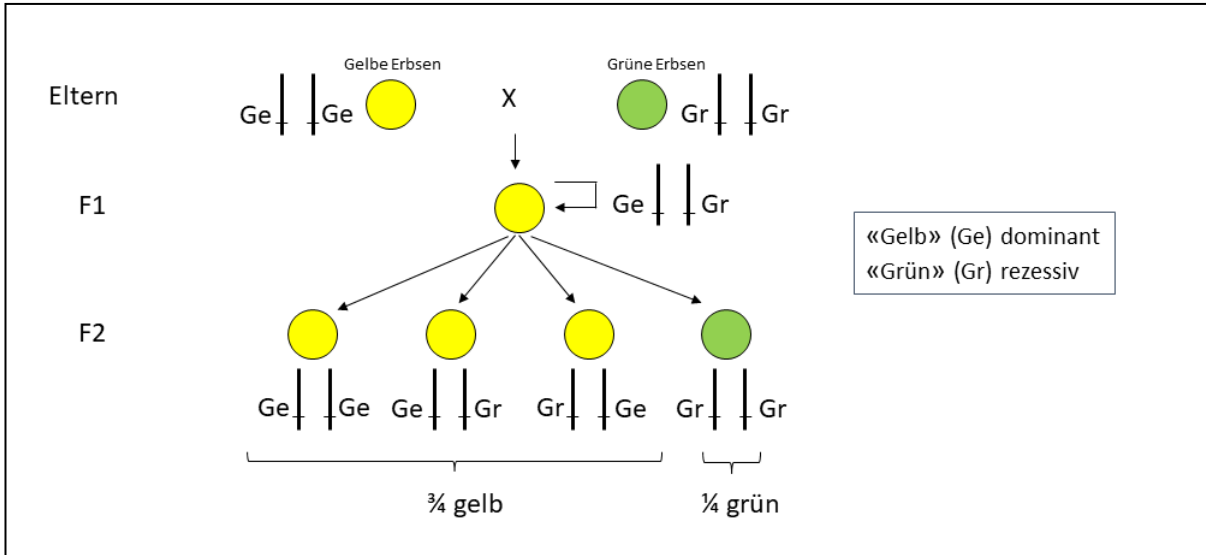 Gelbe Erbsen
Grüne Erbsen
Eltern
Ge Ge
X
Gr Gr
F1
Ge Gr
«Gelb» (Ge) dominant
«Grün» (Gr) rezessiv
F2
Ge Ge Ge Gr Gr Ge Gr Gr
¾ gelb
¼ grün